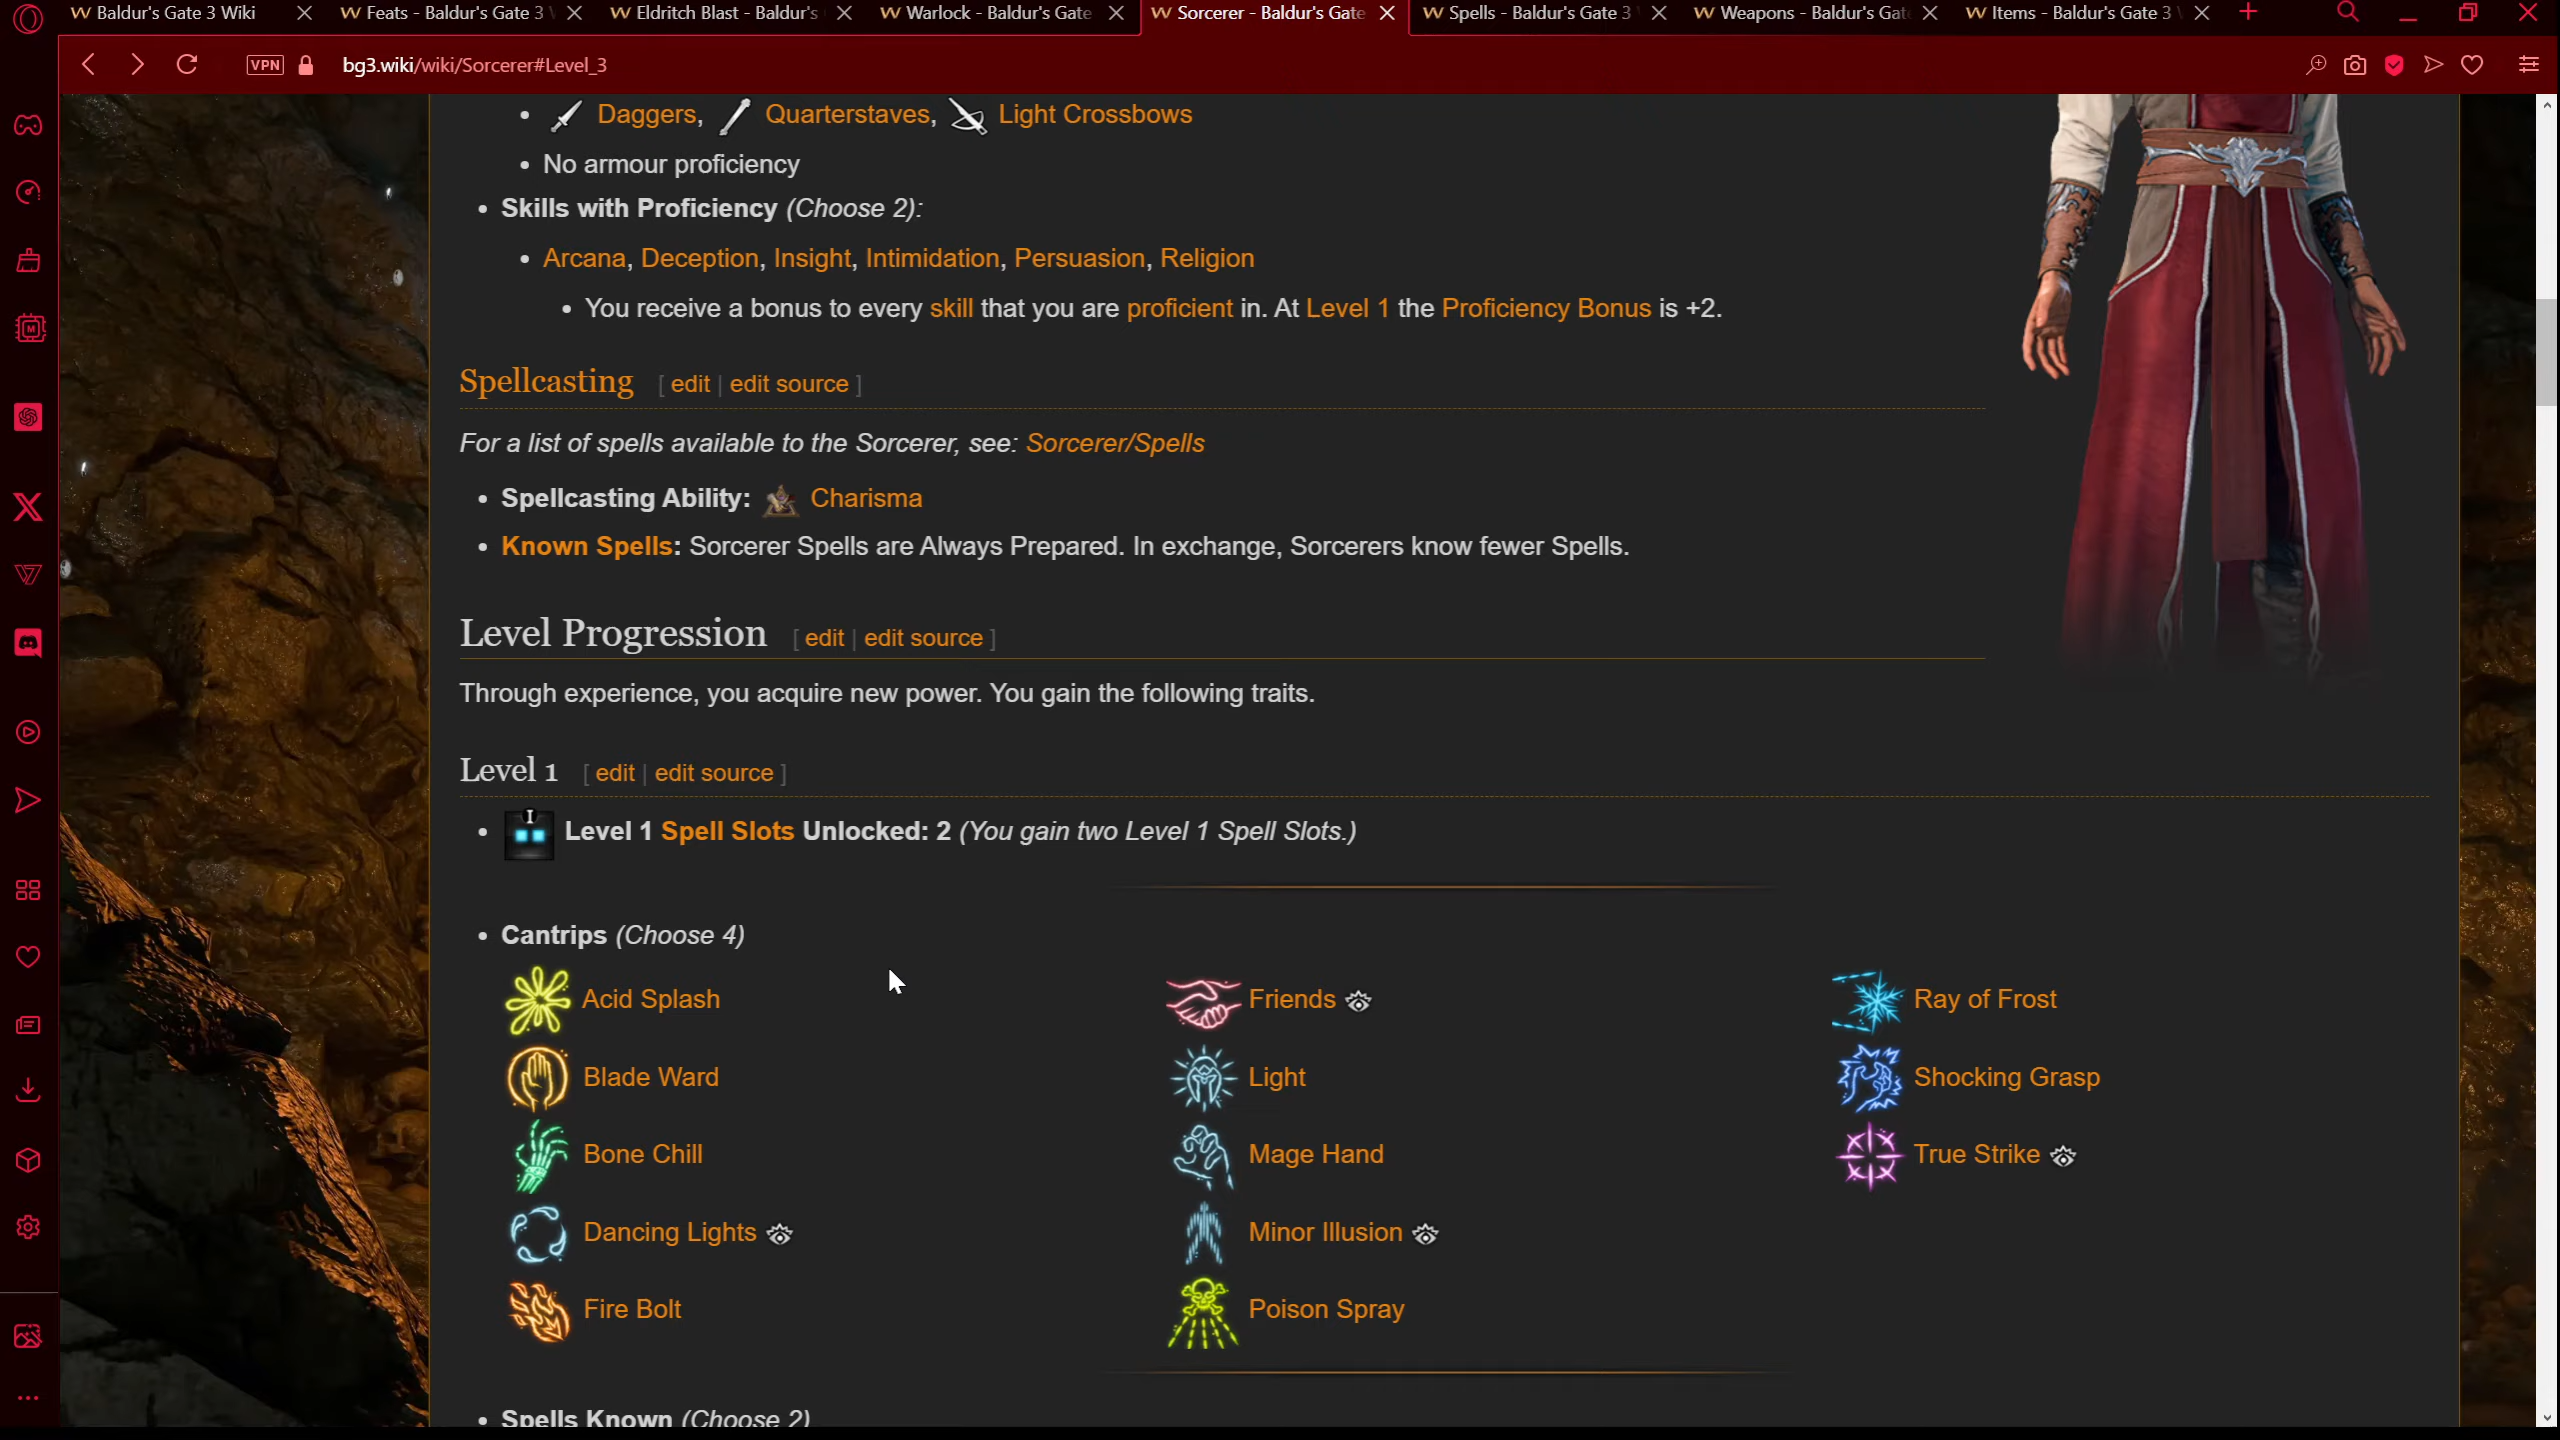 Baldur's Gate 3 Wiki
Feats - Baldur's Gate 3
Eldritch Blast - Baldur's
Warlock - Baldur's Gate
Sorcerer - Baldur's Gate
Spells - Baldur's Gate 3
Weapons - Baldur's Gate
Items - Baldur's Gate 3
VPN
bg3.wiki/wiki/Sorcerer#Level_3
• Daggers, Quarterstaves, Light Crossbows
• No armour proficiency
• Skills with Proficiency (Choose 2):
• Arcana, Deception, Insight, Intimidation, Persuasion, Religion
• You receive a bonus to every skill that you are proficient in. At Level 1 the Proficiency Bonus is +2.
Spellcasting [ edit | edit source ]
For a list of spells available to the Sorcerer, see: Sorcerer/Spells
• Spellcasting Ability: Charisma
• Known Spells: Sorcerer Spells are Always Prepared. In exchange, Sorcerers know fewer Spells.
Level Progression [ edit | edit source ]
Through experience, you acquire new power. You gain the following traits.
Level 1 [ edit | edit source ]
• Level 1 Spell Slots Unlocked: 2 (You gain two Level 1 Spell Slots.)
• Cantrips (Choose 4)
Acid Splash
Blade Ward
Bone Chill
Dancing Lights
Fire Bolt
Friends
Light
Mage Hand
Minor Illusion
Poison Spray
Ray of Frost
Shocking Grasp
True Strike
• Spells Known (Choose 2)